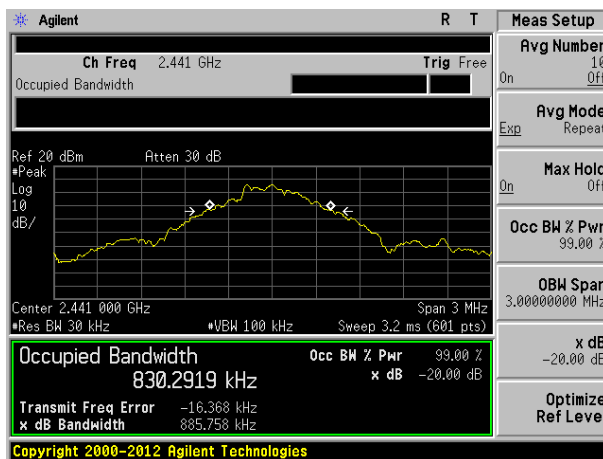 Agilent R T Meas Setup
Ch Freq 2.441 GHz Trig Free
Occupied Bandwidth
Avg Number
10
On Off
Avg Mode
Exp Repeat
Max Hold
On Off
Occ BW % Pwr
99.00 %
OBW Span
3.00000000 MHz
x dB
-20.00 dB
Optimize
Ref Level
Ref 20 dBm Atten 30 dB
#Peak
Log
10
dB/
Center 2.441 000 GHz Span 3 MHz
#Res BW 30 kHz #VBW 100 kHz Sweep 3.2 ms (601 pts)
Occupied Bandwidth Occ BW % Pwr 99.00 %
830.2919 kHz x dB -20.00 dB
Transmit Freq Error -16.368 kHz
x dB Bandwidth 885.758 kHz
Copyright 2000-2012 Agilent Technologies